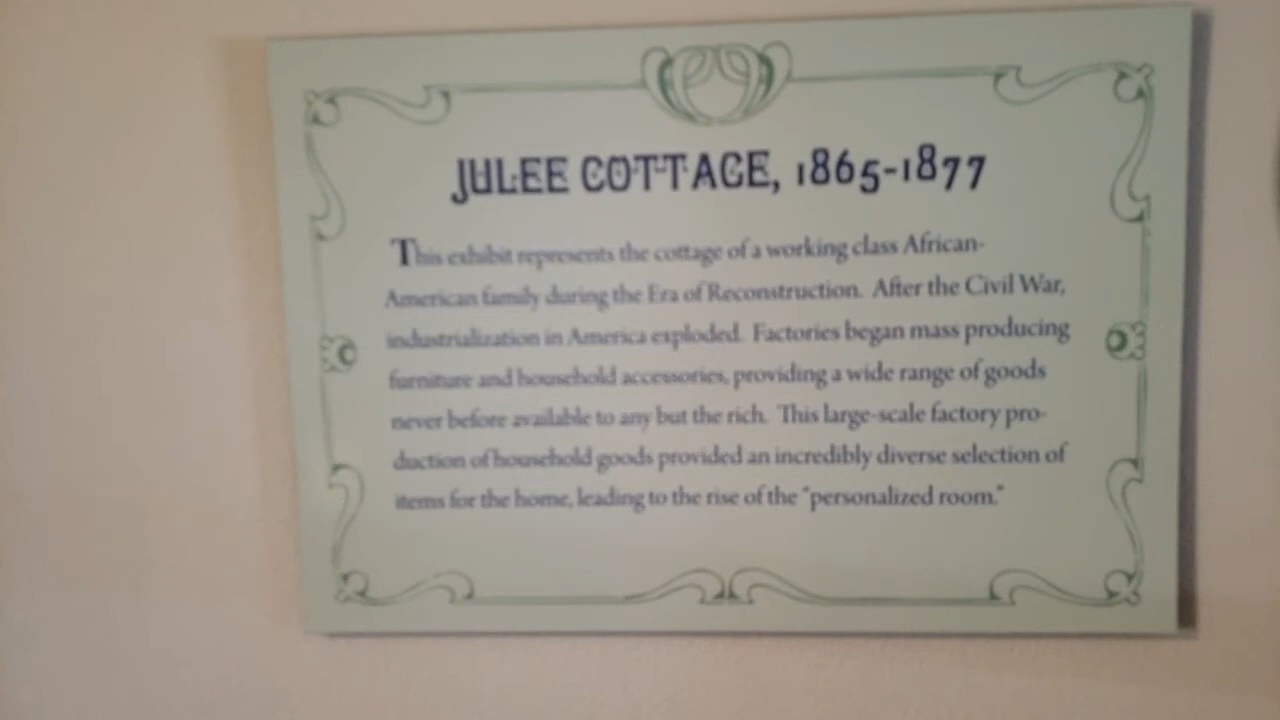 JULEE COTTAGE, 1865-1877
This exhibit represents the cottage of a working class African-
American family during the Era of Reconstruction. After the Civil War,
industrialization in America exploded. Factories began mass producing
furniture and household accessories, providing a wide range of goods
never before available to any but the rich. This large-scale factory pro-
duction of household goods provided an incredibly diverse selection of
items for the home, leading to the rise of the "personalized room."